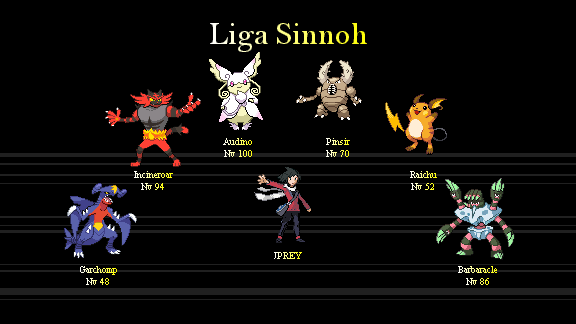 Liga Sinnoh
Audino
Nv 100
Pinsir
Nv 70
Incineroar
Nv 94
Raichu
Nv 52
JPREY
Garchomp
Nv 48
Barbaracle
Nv 86